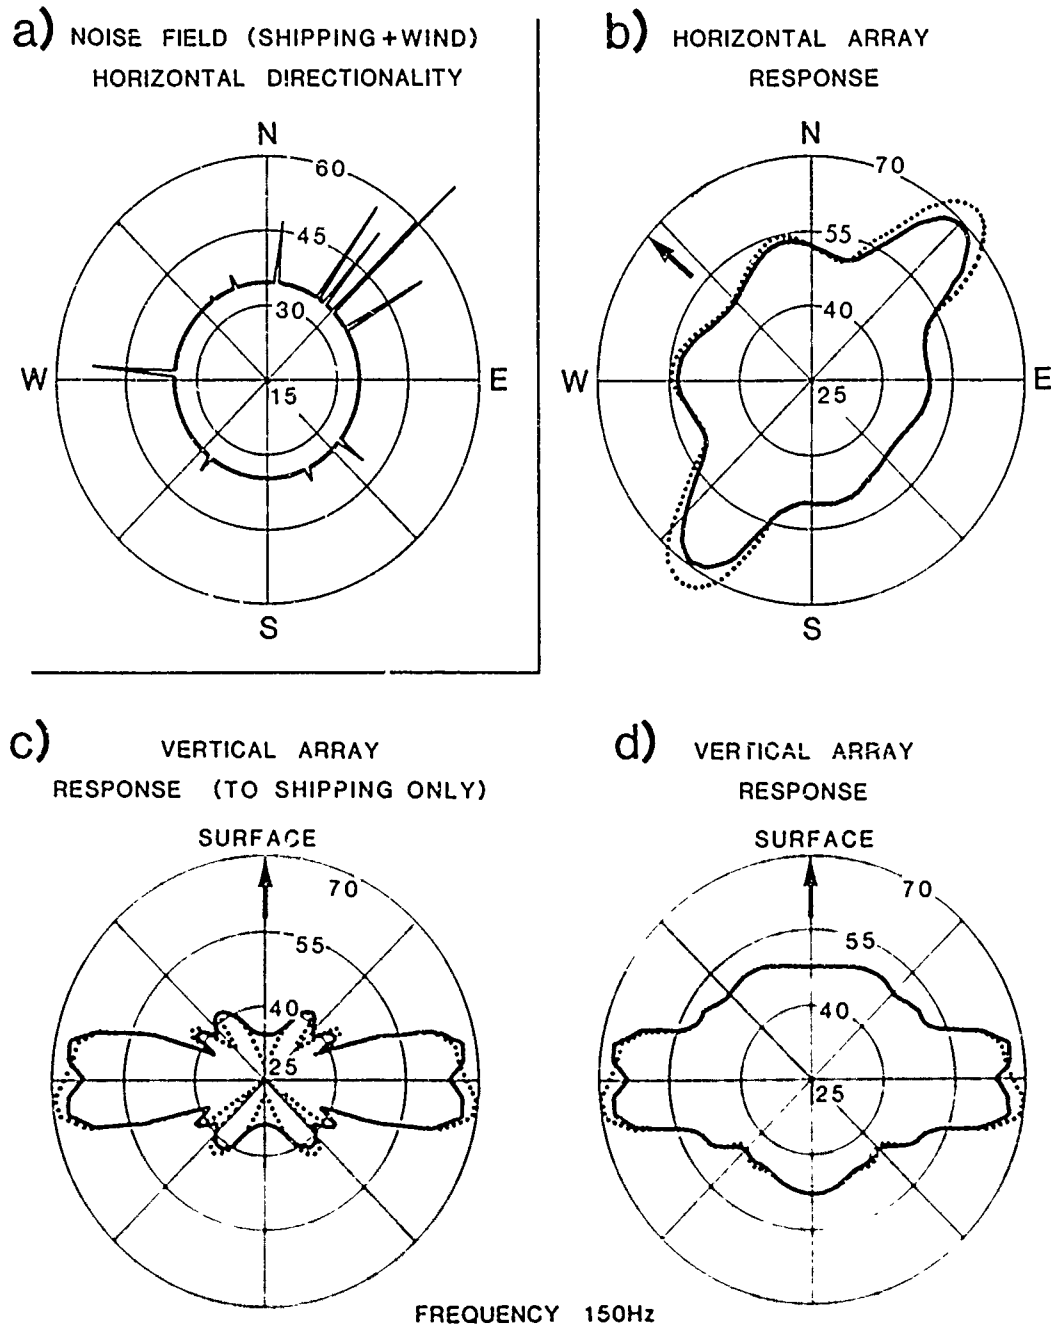 a) NOISE FIELD (SHIPPING+WIND)
HORIZONTAL DIRECTIONALITY
N
60
45
30
W
E
15
S
b) HORIZONTAL ARRAY
RESPONSE
N
70
55
40
W
E
25
S
c) VERTICAL ARRAY
RESPONSE (TO SHIPPING ONLY)
SURFACE
70
55
40
25
d) VERTICAL ARRAY
RESPONSE
SURFACE
70
55
40
25
FREQUENCY 150Hz